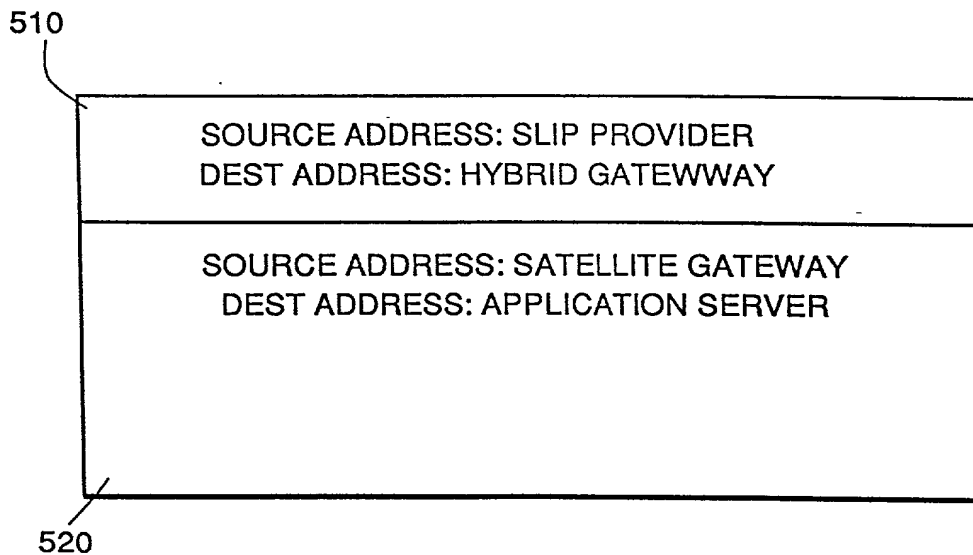 510
SOURCE ADDRESS: SLIP PROVIDER
DEST ADDRESS: HYBRID GATEWWAY
SOURCE ADDRESS: SATELLITE GATEWAY
DEST ADDRESS: APPLICATION SERVER
520